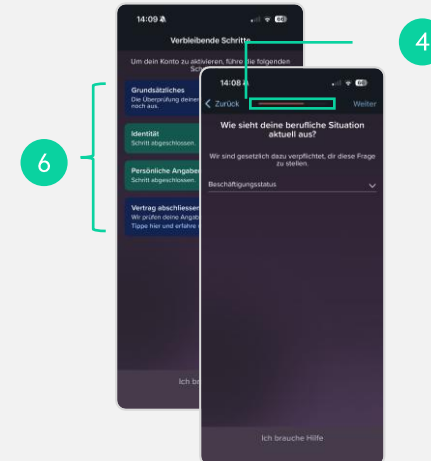 14:09
Verbleibende Schritte
Um dein Konto zu aktivieren, führe die folgenden
Grundsätzliches
Die Überprüfung deiner
noch aus.
Identität
Schritt abgeschlossen.
Persönliche Angaben
Schritt abgeschlossen.
Vertrag abschliessen
Wir prüfen deine
Tippe hier und erfahre
Ich
6
4
14:08
Zurück
Weiter
Wie sieht deine berufliche Situation
aktuell aus?
Wir sind gesetzlich dazu verpflichtet, dir diese Frage
zu stellen.
Beschäftigungsstatus
Ich brauche Hilfe